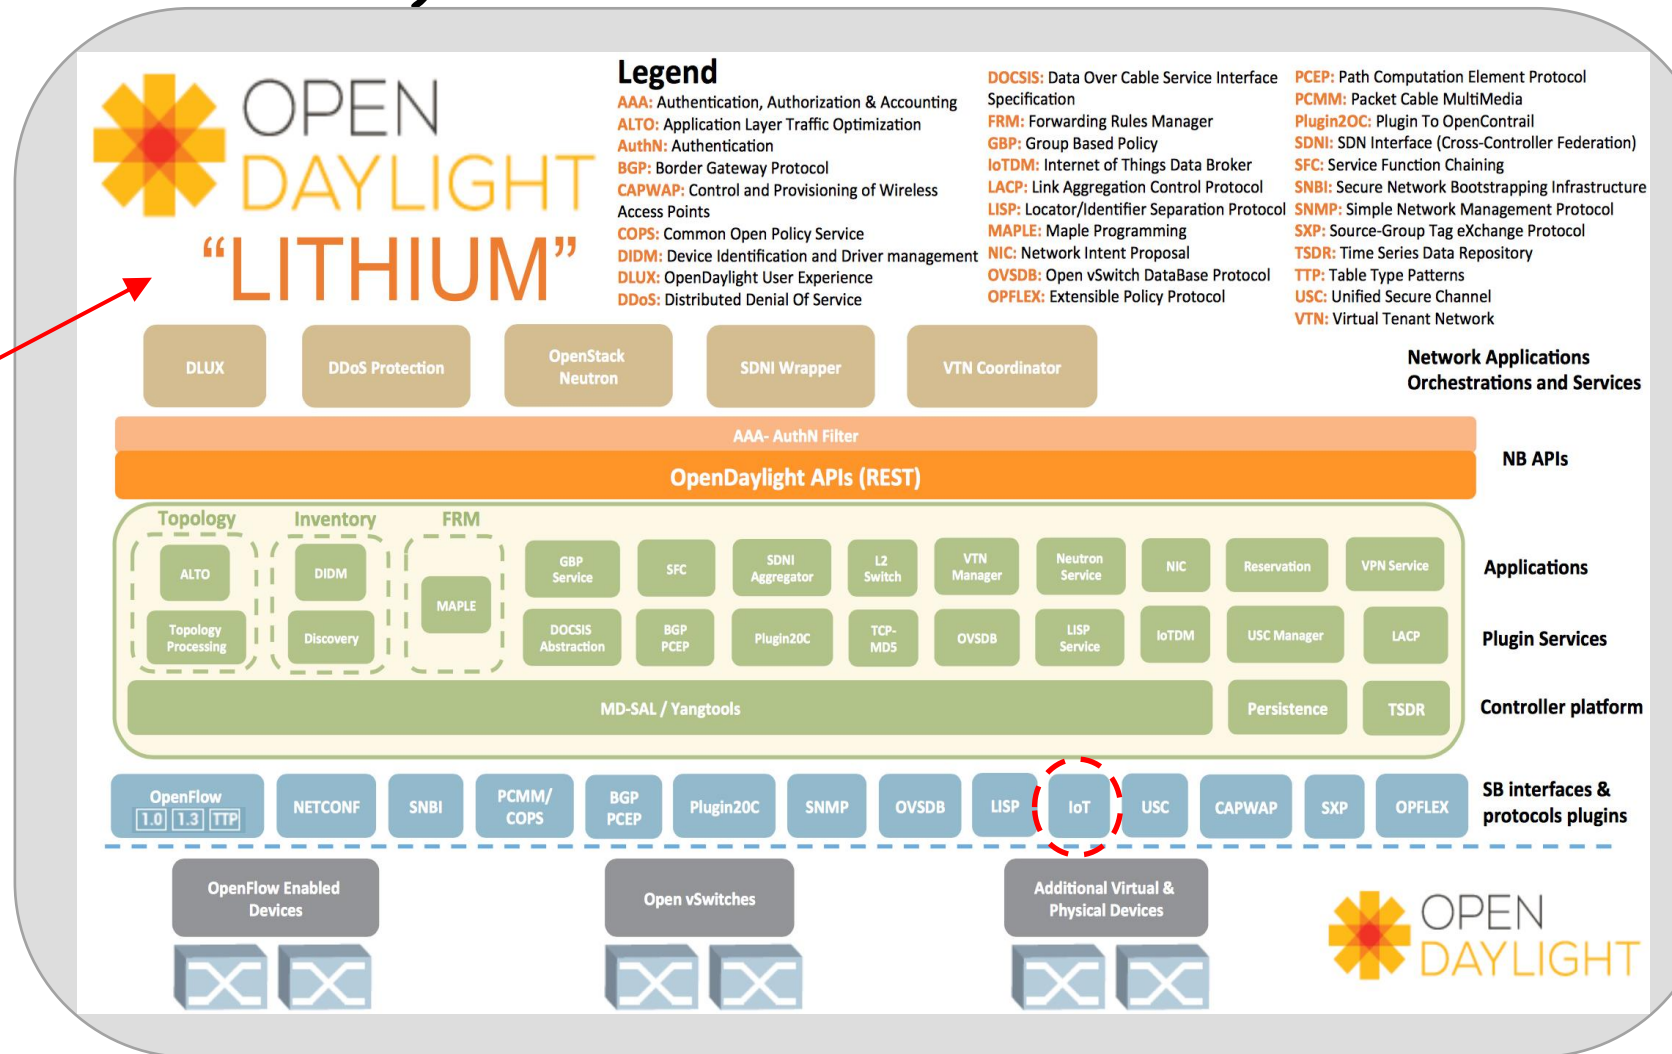 OPEN
DAYLIGHT
“LITHIUM”
Legend
AAA: Authentication, Authorization & Accounting
ALTO: Application Layer Traffic Optimization
AuthN: Authentication
BGP: Border Gateway Protocol
CAPWAP: Control and Provisioning of Wireless
Access Points
COPS: Common Open Policy Service
DIDM: Device Identification and Driver management
DLUX: OpenDaylight User Experience
DDoS: Distributed Denial Of Service
DOCSIS: Data Over Cable Service Interface
Specification
FRM: Forwarding Rules Manager
GBP: Group Based Policy
IoTDM: Internet of Things Data Broker
LACP: Link Aggregation Control Protocol
LISP: Locator/Identifier Separation Protocol
MAPLE: Maple Programming
NIC: Network Intent Proposal
OVSDB: Open vSwitch DataBase Protocol
OPFLEX: Extensible Policy Protocol
PCEP: Path Computation Element Protocol
PCMM: Packet Cable MultiMedia
Plugin2OC: Plugin To OpenContrail
SDNI: SDN Interface (Cross-Controller Federation)
SFC: Service Function Chaining
SNBI: Secure Network Bootstrapping Infrastructure
SNMP: Simple Network Management Protocol
SXP: Source-Group Tag eXchange Protocol
TSDR: Time Series Data Repository
TTP: Table Type Patterns
USC: Unified Secure Channel
VTN: Virtual Tenant Network
DLUX
DDoS Protection
OpenStack
Neutron
SDNI Wrapper
VTN Coordinator
Network Applications
Orchestrations and Services
AAA- AuthN Filter
OpenDaylight APIs (REST)
NB APIs
Topology
Inventory
FRM
ALTO
DIDM
MAPLE
GBP
Service
SFC
SDNI
Aggregator
L2
Switch
VTN
Manager
Neutron
Service
NIC
Reservation
VPN Service
Applications
Topology
Processing
Discovery
DOCSIS
Abstraction
BGP
PCEP
Plugin20C
TCP-
MD5
OVSDB
LISP
Service
IoTDM
USC Manager
LACP
Plugin Services
MD-SAL / Yangtools
Persistence
TSDR
Controller platform
OpenFlow
1.0 1.3 TTP
NETCONF
SNBI
PCMM/
COPS
BGP
PCEP
Plugin20C
SNMP
OVSDB
LISP
IoT
USC
CAPWAP
SXP
OPFLEX
SB interfaces &
protocols plugins
OpenFlow Enabled
Devices
Open vSwitches
Additional Virtual &
Physical Devices
OPEN
DAYLIGHT